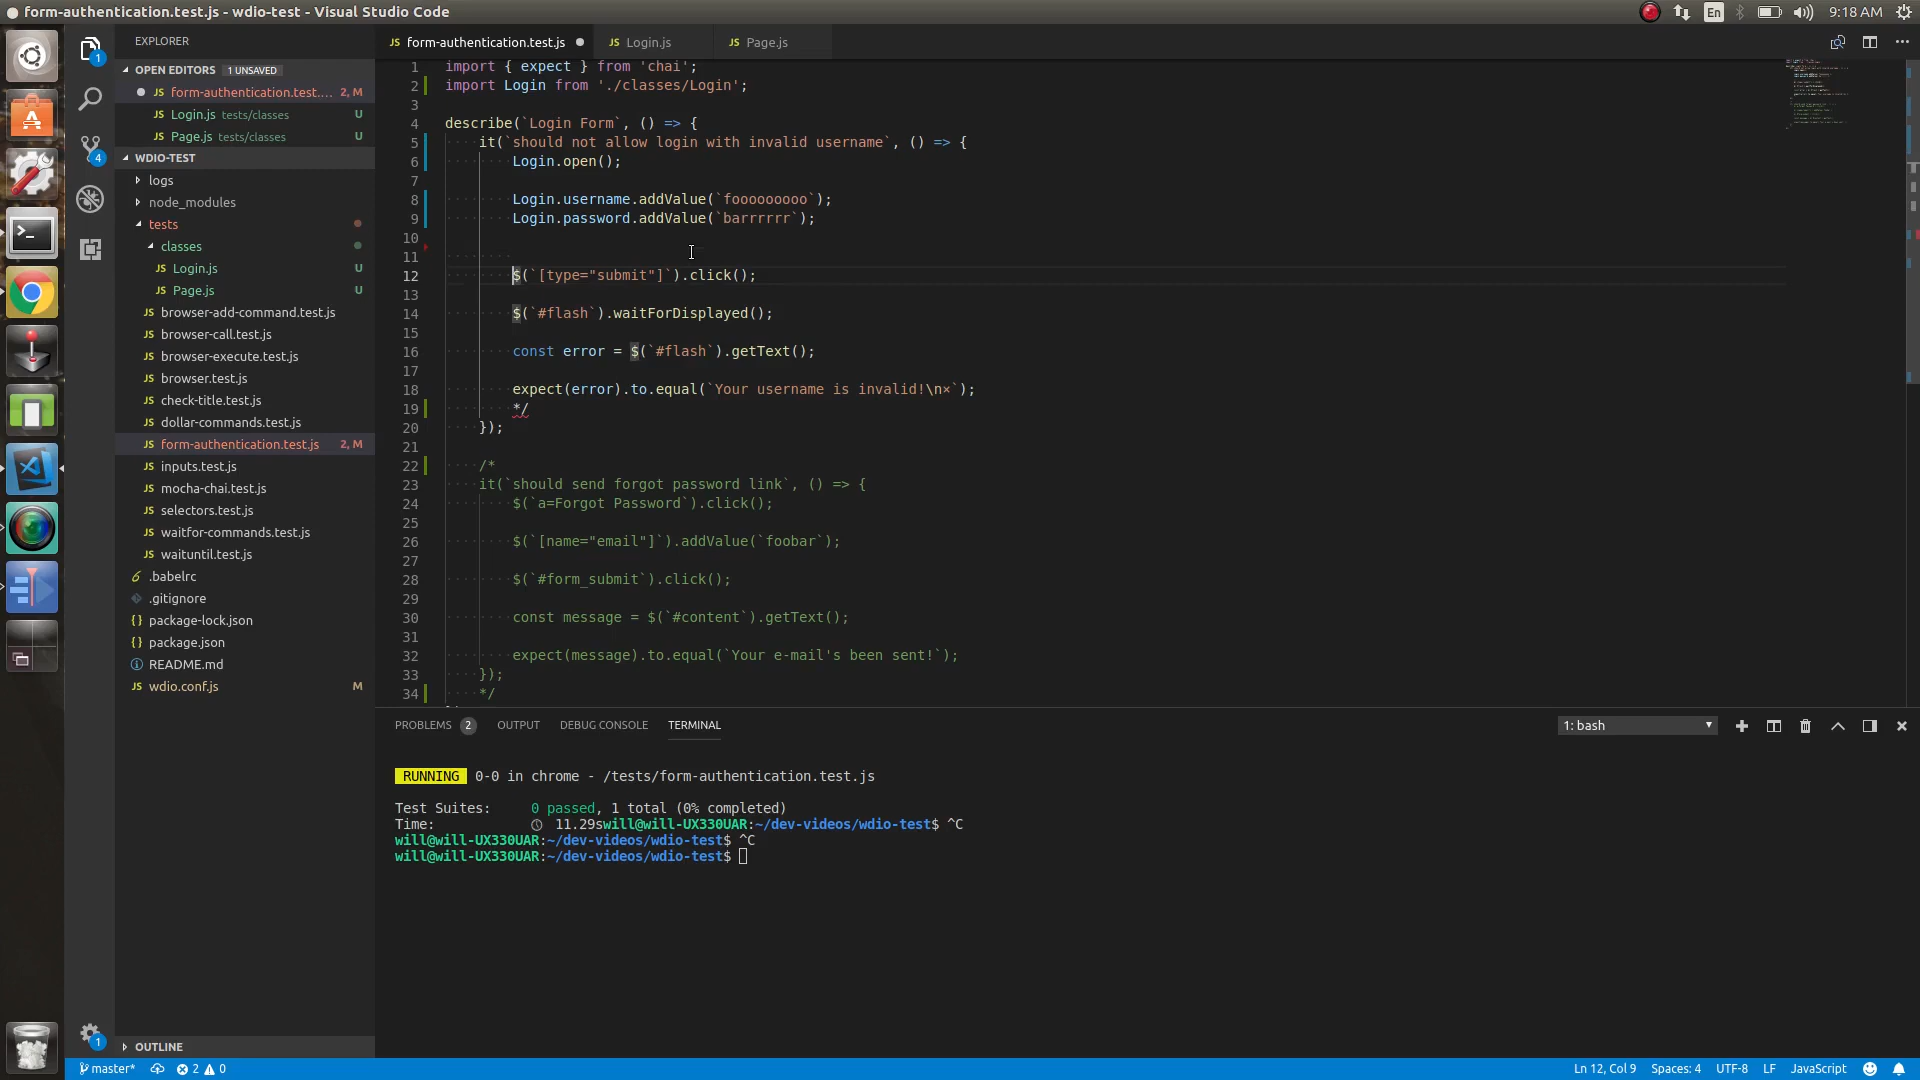 form-authentication.test.js - wdio-test - Visual Studio Code
En
9:18 AM
EXPLORER
OPEN EDITORS 1 UNSAVED
JS form-authentication.test.... 2, M
JS Login.js tests/classes U
JS Page.js tests/classes U
WDIO-TEST
logs
node_modules
tests
classes
JS Login.js U
JS Page.js U
JS browser-add-command.test.js
JS browser-call.test.js
JS browser-execute.test.js
JS browser.test.js
JS check-title.test.js
JS dollar-commands.test.js
JS form-authentication.test.js 2, M
JS inputs.test.js
JS mocha-chai.test.js
JS selectors.test.js
JS waitfor-commands.test.js
JS waituntil.test.js
.babelrc
.gitignore
{ } package-lock.json
{ } package.json
README.md
JS wdio.conf.js M
OUTLINE
1
4
1
JS form-authentication.test.js
JS Login.js
JS Page.js
1 import { expect } from 'chai';
2 import Login from './classes/Login';
3
4 describe(`Login Form`, () => {
5 it(`should not allow login with invalid username`, () => {
6 Login.open();
7
8 Login.username.addValue(`fooooooooo`);
9 Login.password.addValue(`barrrrrr`);
10
11
12 $(`[type="submit"]`).click();
13
14 $(`#flash`).waitForDisplayed();
15
16 const error = $(`#flash`).getText();
17
18 expect(error).to.equal(`Your username is invalid!\n×`);
19 */
20 });
21
22 /*
23 it(`should send forgot password link`, () => {
24 $(`a=Forgot Password`).click();
25
26 $(`[name="email"]`).addValue(`foobar`);
27
28 $(`#form_submit`).click();
29
30 const message = $(`#content`).getText();
31
32 expect(message).to.equal(`Your e-mail's been sent!`);
33 });
34 */
PROBLEMS 2 OUTPUT DEBUG CONSOLE TERMINAL
1: bash
RUNNING 0-0 in chrome - /tests/form-authentication.test.js
Test Suites: 0 passed, 1 total (0% completed)
Time: 11.29swill@will-UX330UAR:~/dev-videos/wdio-test$ ^C
will@will-UX330UAR:~/dev-videos/wdio-test$ ^C
will@will-UX330UAR:~/dev-videos/wdio-test$
master*
2 0
Ln 12, Col 9 Spaces: 4 UTF-8 LF JavaScript